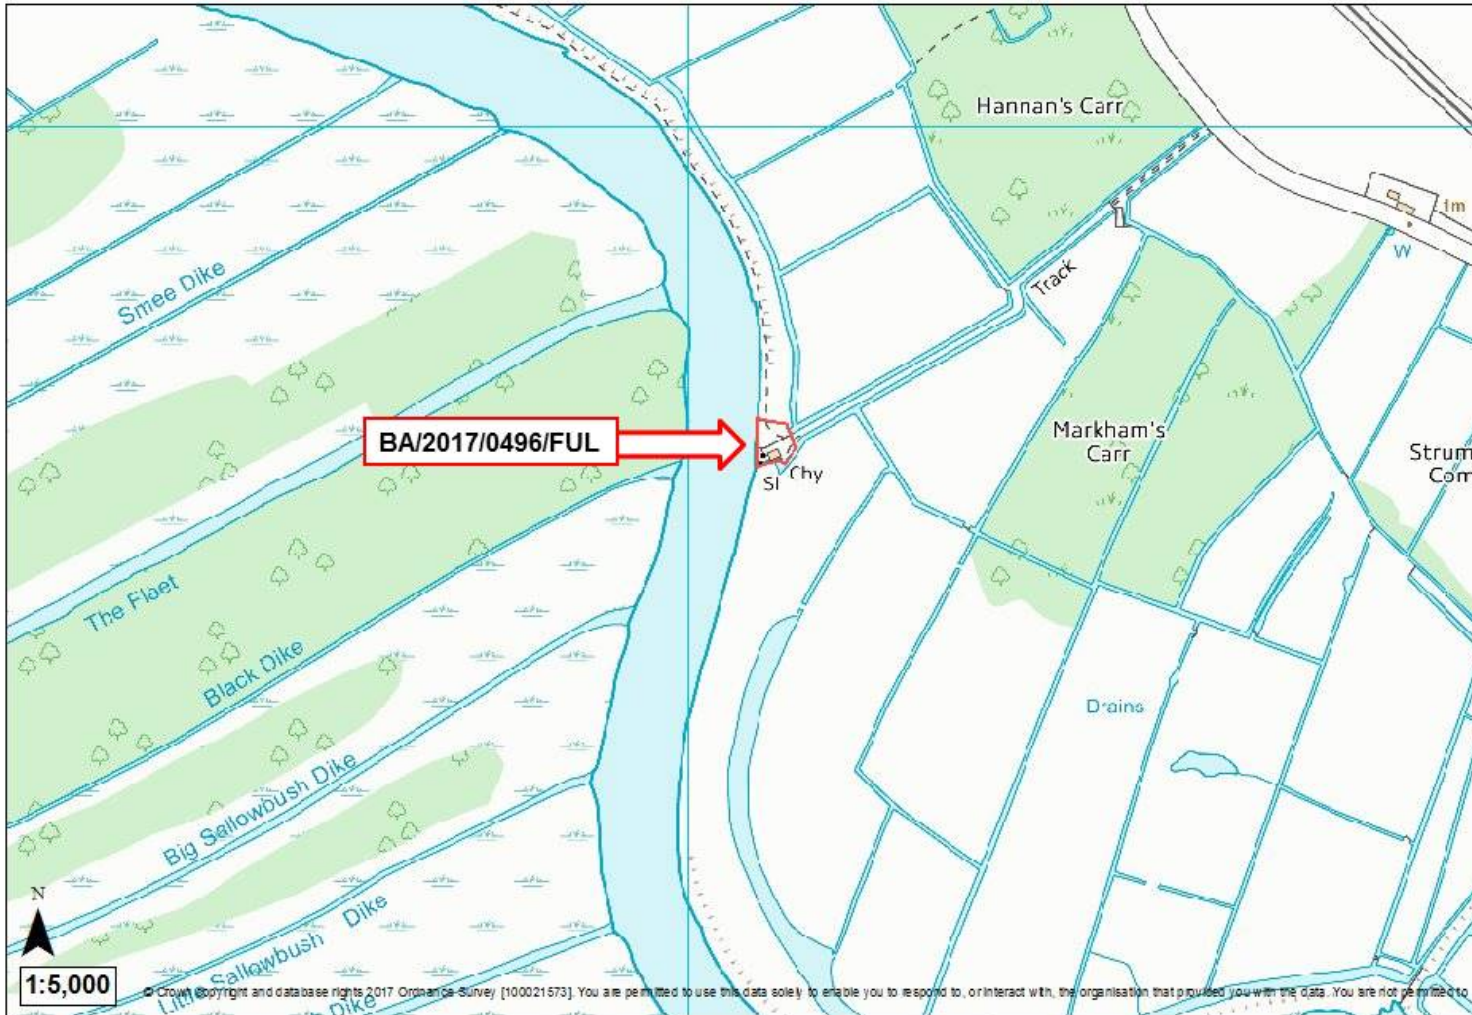 Hannan's Carr
1m
W
Track
Smee Dike
BA/2017/0496/FUL
Markham's
Carr
Strum
Com
Sl
Chy
The Fleet
Black Dike
Drains
Big Sallowbush Dike
N
Little Sallowbush Dike
1:5,000
© Crown copyright and database rights 2017 Ordnance Survey [100021573]. You are permitted to use this data solely to enable you to respond to, or interact with, the organisation that provided you with the data. You are not permitted to
h Dike